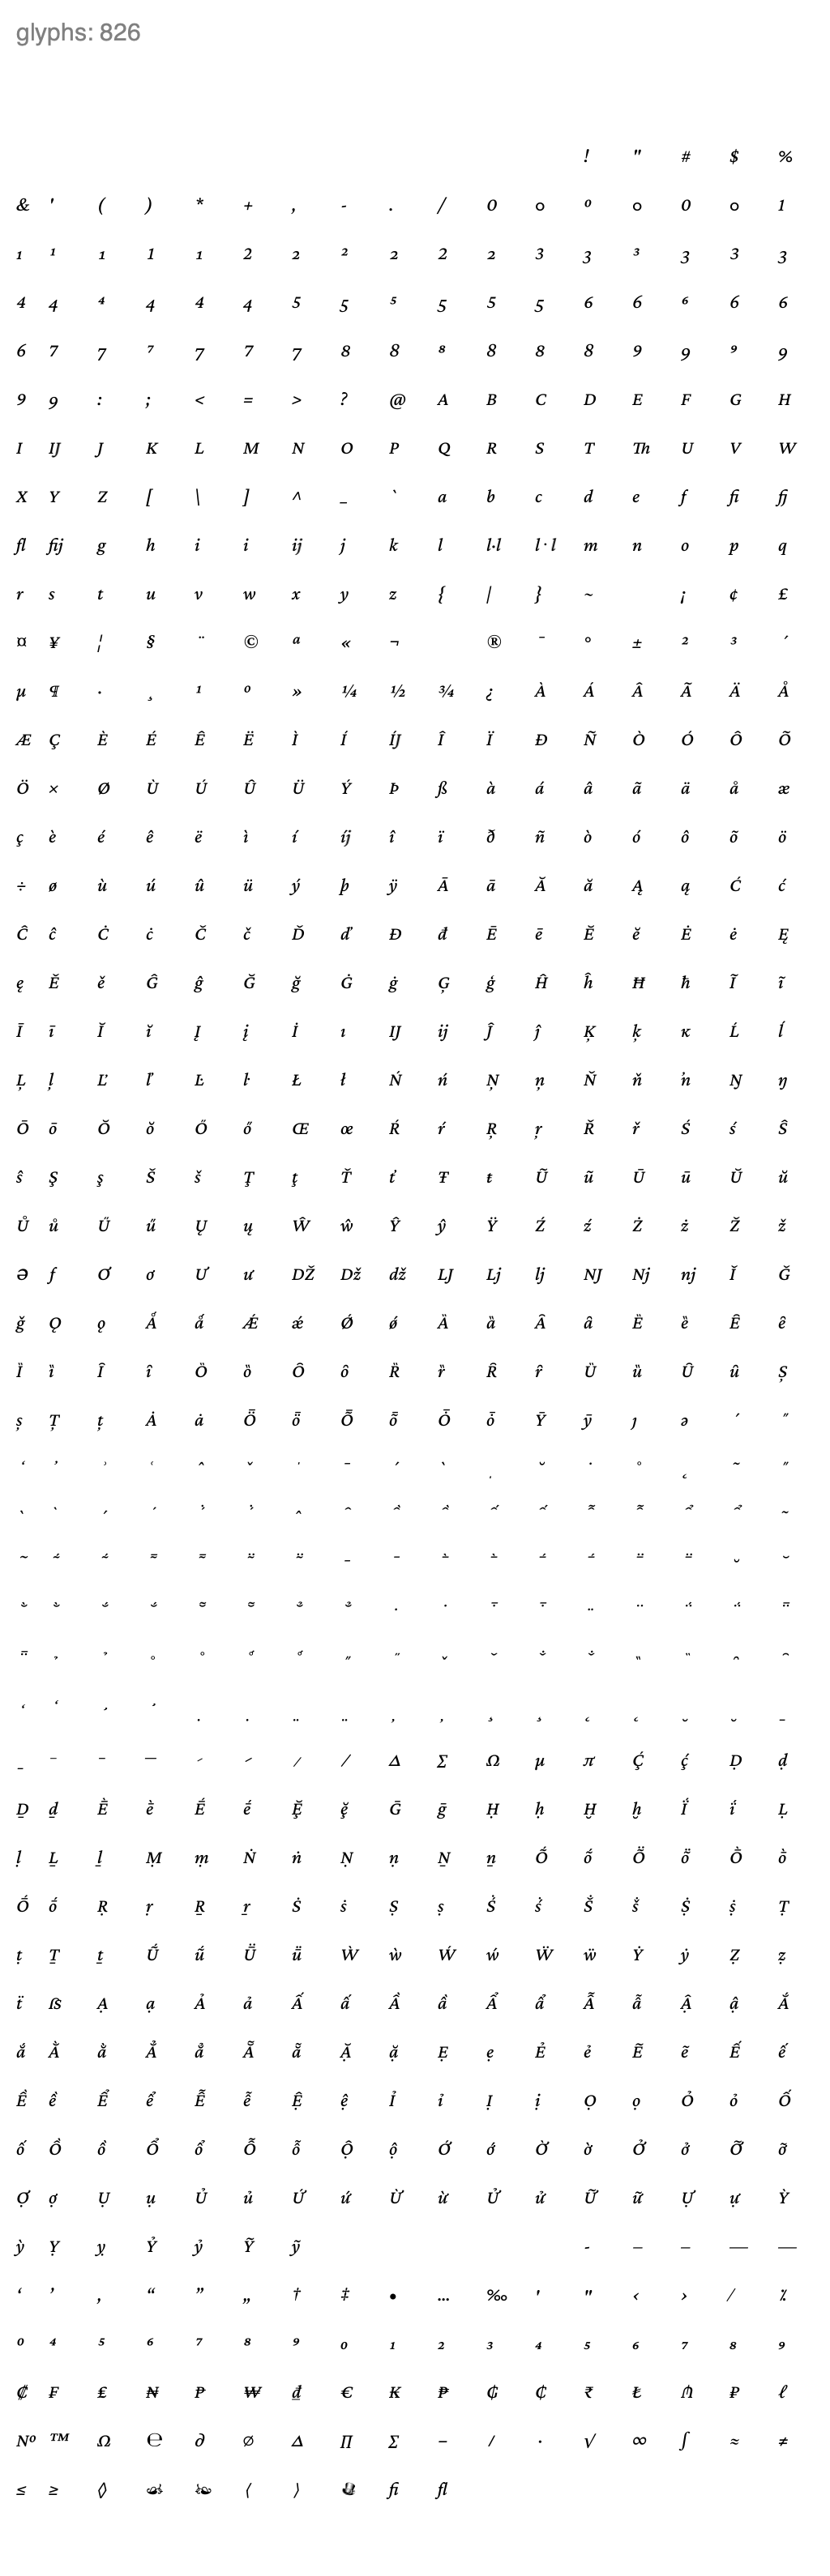 glyphs: 826
! " # $ %
& ' ( ) * + , - . / 0 o º o 0 o 1
1 ¹ 1 1 1 2 2 ² 2 2 2 3 3 ³ 3 3 3
4 4 ⁴ 4 4 4 5 5 ⁵ 5 5 5 6 6 ⁶ 6 6
6 7 7 ⁷ 7 7 7 8 8 ⁸ 8 8 8 9 9 ⁹ 9
9 9 : ; < = > ? @ A B C D E F G H
I IJ J K L M N O P Q R S T Th U V W
X Y Z [ \ ] ^ _ ` a b c d e f fi fj
fl fij g h i i ij j k l l·l l·l m n o p q
r s t u v w x y z { | } ~ ¡ ¢ £
¤ ¥ ¦ § ¨ © ª « ¬ ® ¯ ° ± ² ³ ´
µ ¶ · ¸ ¹ º » ¼ ½ ¾ ¿ À Á Â Ã Ä Å
Æ Ç È É Ê Ë Ì Í ÍJ Î Ï Ð Ñ Ò Ó Ô Õ
Ö × Ø Ù Ú Û Ü Ý Þ ß à á â ã ä å æ
ç è é ê ë ì í íj î ï ð ñ ò ó ô õ ö
÷ ø ù ú û ü ý þ ÿ Ā ā Ă ă Ą ą Ć ć
Ĉ ĉ Ċ ċ Č č Ď ď Đ đ Ē ē Ĕ ĕ Ė ė Ę
ę Ě ě Ĝ ĝ Ğ ğ Ġ ġ Ģ ģ Ĥ ĥ Ħ ħ Ĩ ĩ
Ī ī Ĭ ĭ Į į İ ı IJ ij Ĵ ĵ Ķ ķ ĸ Ĺ ĺ
Ļ ļ Ľ ľ Ŀ ŀ Ł ł Ń ń Ņ ņ Ň ň ŉ Ŋ ŋ
Ō ō Ŏ ŏ Ő ő Œ œ Ŕ ŕ Ŗ ŗ Ř ř Ś ś Ŝ
ŝ Ş ş Š š Ţ ţ Ť ť Ŧ ŧ Ũ ũ Ū ū Ŭ ŭ
Ů ů Ű ű Ų ų Ŵ ŵ Ŷ ŷ Ÿ Ź ź Ż ż Ž ž
Ə ƒ Ơ ơ Ư ư DŽ Dž dž LJ Lj lj NJ Nj nj Ǐ Ǧ
ǧ Ǫ ǫ Ǻ ǻ Ǽ ǽ Ǿ ǿ Ȁ ȁ Ȃ ȃ Ȅ ȅ Ȇ ȇ
Ȉ ȉ Ȋ ȋ Ȍ ȍ Ȏ ȏ Ȑ ȑ Ȓ ȓ Ȕ ȕ Ȗ ȗ Ș
ș Ț ț Ȧ ȧ Ȫ ȫ Ȭ ȭ Ȱ ȱ Ȳ ȳ ȷ ə ʹ ʺ
Δ Σ Ω μ π Ḉ ḉ Ḍ ḍ
Ḏ ḏ Ḕ ḕ Ḗ ḗ Ḝ ḝ Ḡ ḡ Ḥ ḥ Ḫ ḫ Ḯ ḯ Ḷ
ḷ Ḻ ḻ Ṃ ṃ Ṅ ṅ Ṇ ṇ Ṉ ṉ Ṍ ṍ Ṏ ṏ Ṑ ṑ
Ṓ ṓ Ṛ ṛ Ṟ ṟ Ṡ ṡ Ṣ ṣ Ṥ ṥ Ṧ ṧ Ṩ ṩ Ṭ
ṭ Ṯ ṯ Ṹ ṹ Ṻ ṻ Ẁ ẁ Ẃ ẃ Ẅ ẅ Ẏ ẏ Ẓ ẓ
ẗ ẞ Ạ ạ Ả ả Ấ ấ Ầ ầ Ẩ ẩ Ẫ ẫ Ậ ậ Ắ
ắ Ằ ằ Ẳ ẳ Ẵ ẵ Ặ ặ Ẹ ẹ Ẻ ẻ Ẽ ẽ Ế ế
Ề ề Ể ể Ễ ễ Ệ ệ Ỉ ỉ Ị ị Ọ ọ Ỏ ỏ Ố
ố Ồ ồ Ổ ổ Ỗ ỗ Ộ ộ Ớ ớ Ờ ờ Ở ở Ỡ ỡ
Ợ ợ Ụ ụ Ủ ủ Ứ ứ Ừ ừ Ử ử Ữ ữ Ự ự Ỳ
ỳ Ỵ ỵ Ỷ ỷ Ỹ ỹ - – – — —
‘ ’ ‚ “ ” „ † ‡ • … ‰ ′ ″ ‹ › ⁄ ⁒
⁰ ⁴ ⁵ ⁶ ⁷ ⁸ ⁹ ₀ ₁ ₂ ₃ ₄ ₅ ₆ ₇ ₈ ₉
₡ ₣ ₤ ₦ ₧ ₩ ₫ € ₭ ₱ ₲ ₵ ₹ ₺ ₼ ₽ ℓ
№ ™ Ω ℮ ∂ ∅ ∆ ∏ ∑ − ∕ ∙ √ ∞ ∫ ≈ ≠
≤ ≥ ◊ ☙ ❧ ⟨ ⟩ fi fl